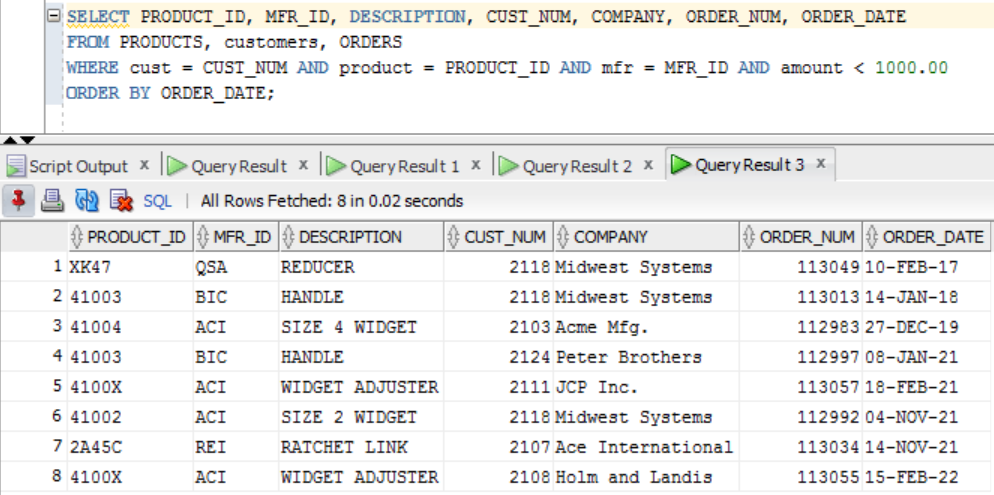 SELECT PRODUCT_ID, MFR_ID, DESCRIPTION, CUST_NUM, COMPANY, ORDER_NUM, ORDER_DATE
FROM PRODUCTS, customers, ORDERS
WHERE cust = CUST_NUM AND product = PRODUCT_ID AND mfr = MFR_ID AND amount < 1000.00
ORDER BY ORDER_DATE;
Script Output x Query Result x Query Result 1 x Query Result 2 x Query Result 3 x
SQL | All Rows Fetched: 8 in 0.02 seconds
PRODUCT_ID MFR_ID DESCRIPTION CUST_NUM COMPANY ORDER_NUM ORDER_DATE
1 XK47 QSA REDUCER 2118 Midwest Systems 113049 10-FEB-17
2 41003 BIC HANDLE 2118 Midwest Systems 113013 14-JAN-18
3 41004 ACI SIZE 4 WIDGET 2103 Acme Mfg. 112983 27-DEC-19
4 41003 BIC HANDLE 2124 Peter Brothers 112997 08-JAN-21
5 4100X ACI WIDGET ADJUSTER 2111 JCP Inc. 113057 18-FEB-21
6 41002 ACI SIZE 2 WIDGET 2118 Midwest Systems 112992 04-NOV-21
7 2A45C REI RATCHET LINK 2107 Ace International 113034 14-NOV-21
8 4100X ACI WIDGET ADJUSTER 2108 Holm and Landis 113055 15-FEB-22